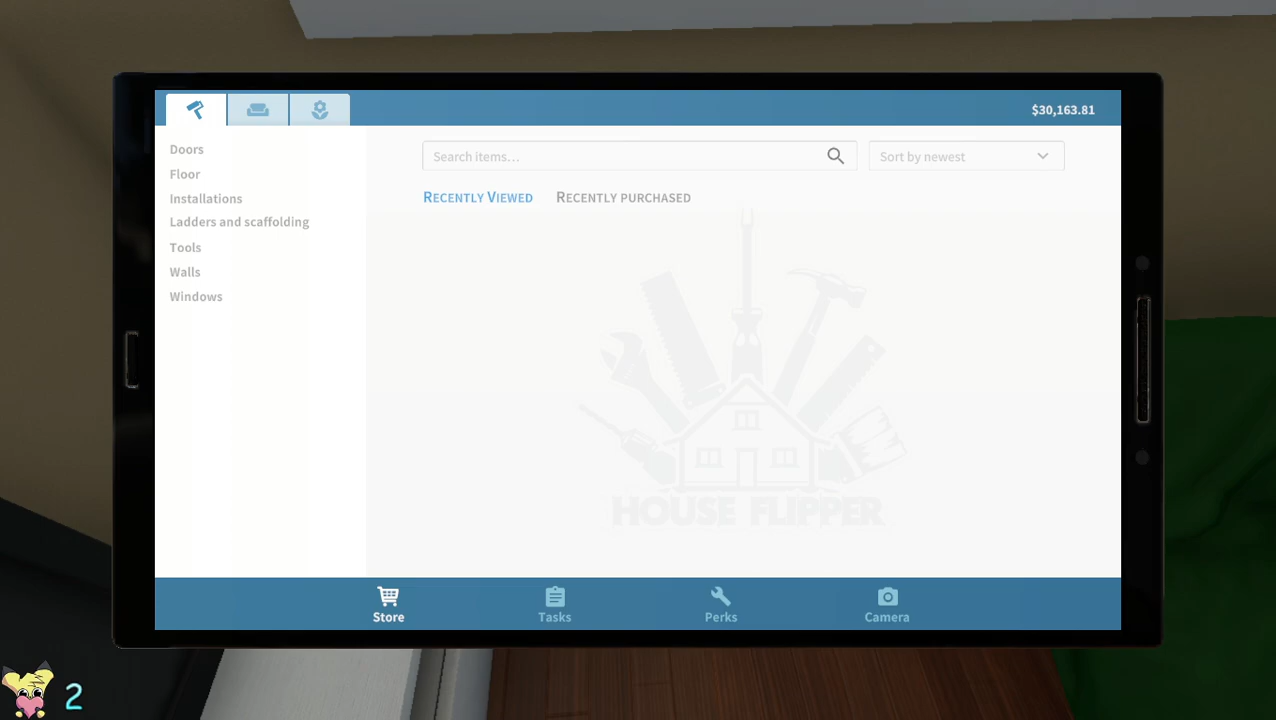 $30,163.81
Doors
Floor
Installations
Ladders and scaffolding
Tools
Walls
Windows
Search items...
Sort by newest
RECENTLY VIEWED
RECENTLY PURCHASED
HOUSE FLIPPER
Store
Tasks
Perks
Camera
2